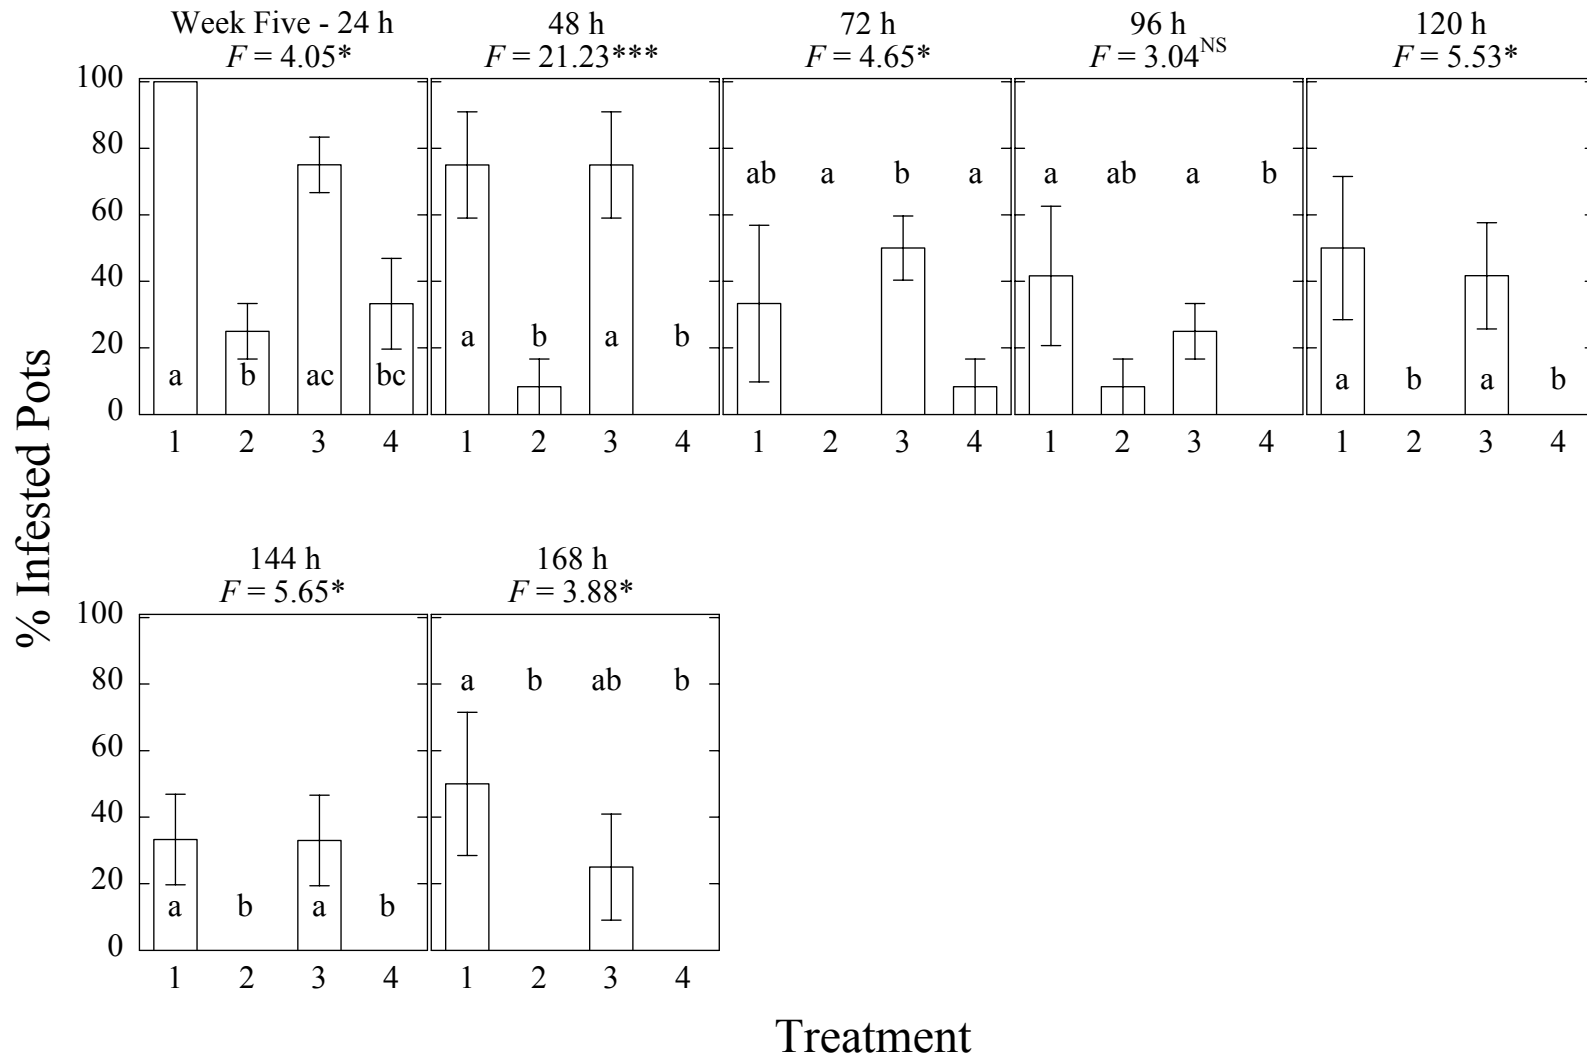 Week Five - 24 h 48 h 72 h 96 h 120 h
F = 4.05* F = 21.23*** F = 4.65* F = 3.04NS F = 5.53*
% Infested Pots
100
80
60
40
20
0
a b ac bc
a b a b
ab a b a
a ab a b
a b a b
1 2 3 4 1 2 3 4 1 2 3 4 1 2 3 4 1 2 3 4
144 h 168 h
F = 5.65* F = 3.88*
100
80
60
40
20
0
a b a b
a b ab b
1 2 3 4 1 2 3 4
Treatment